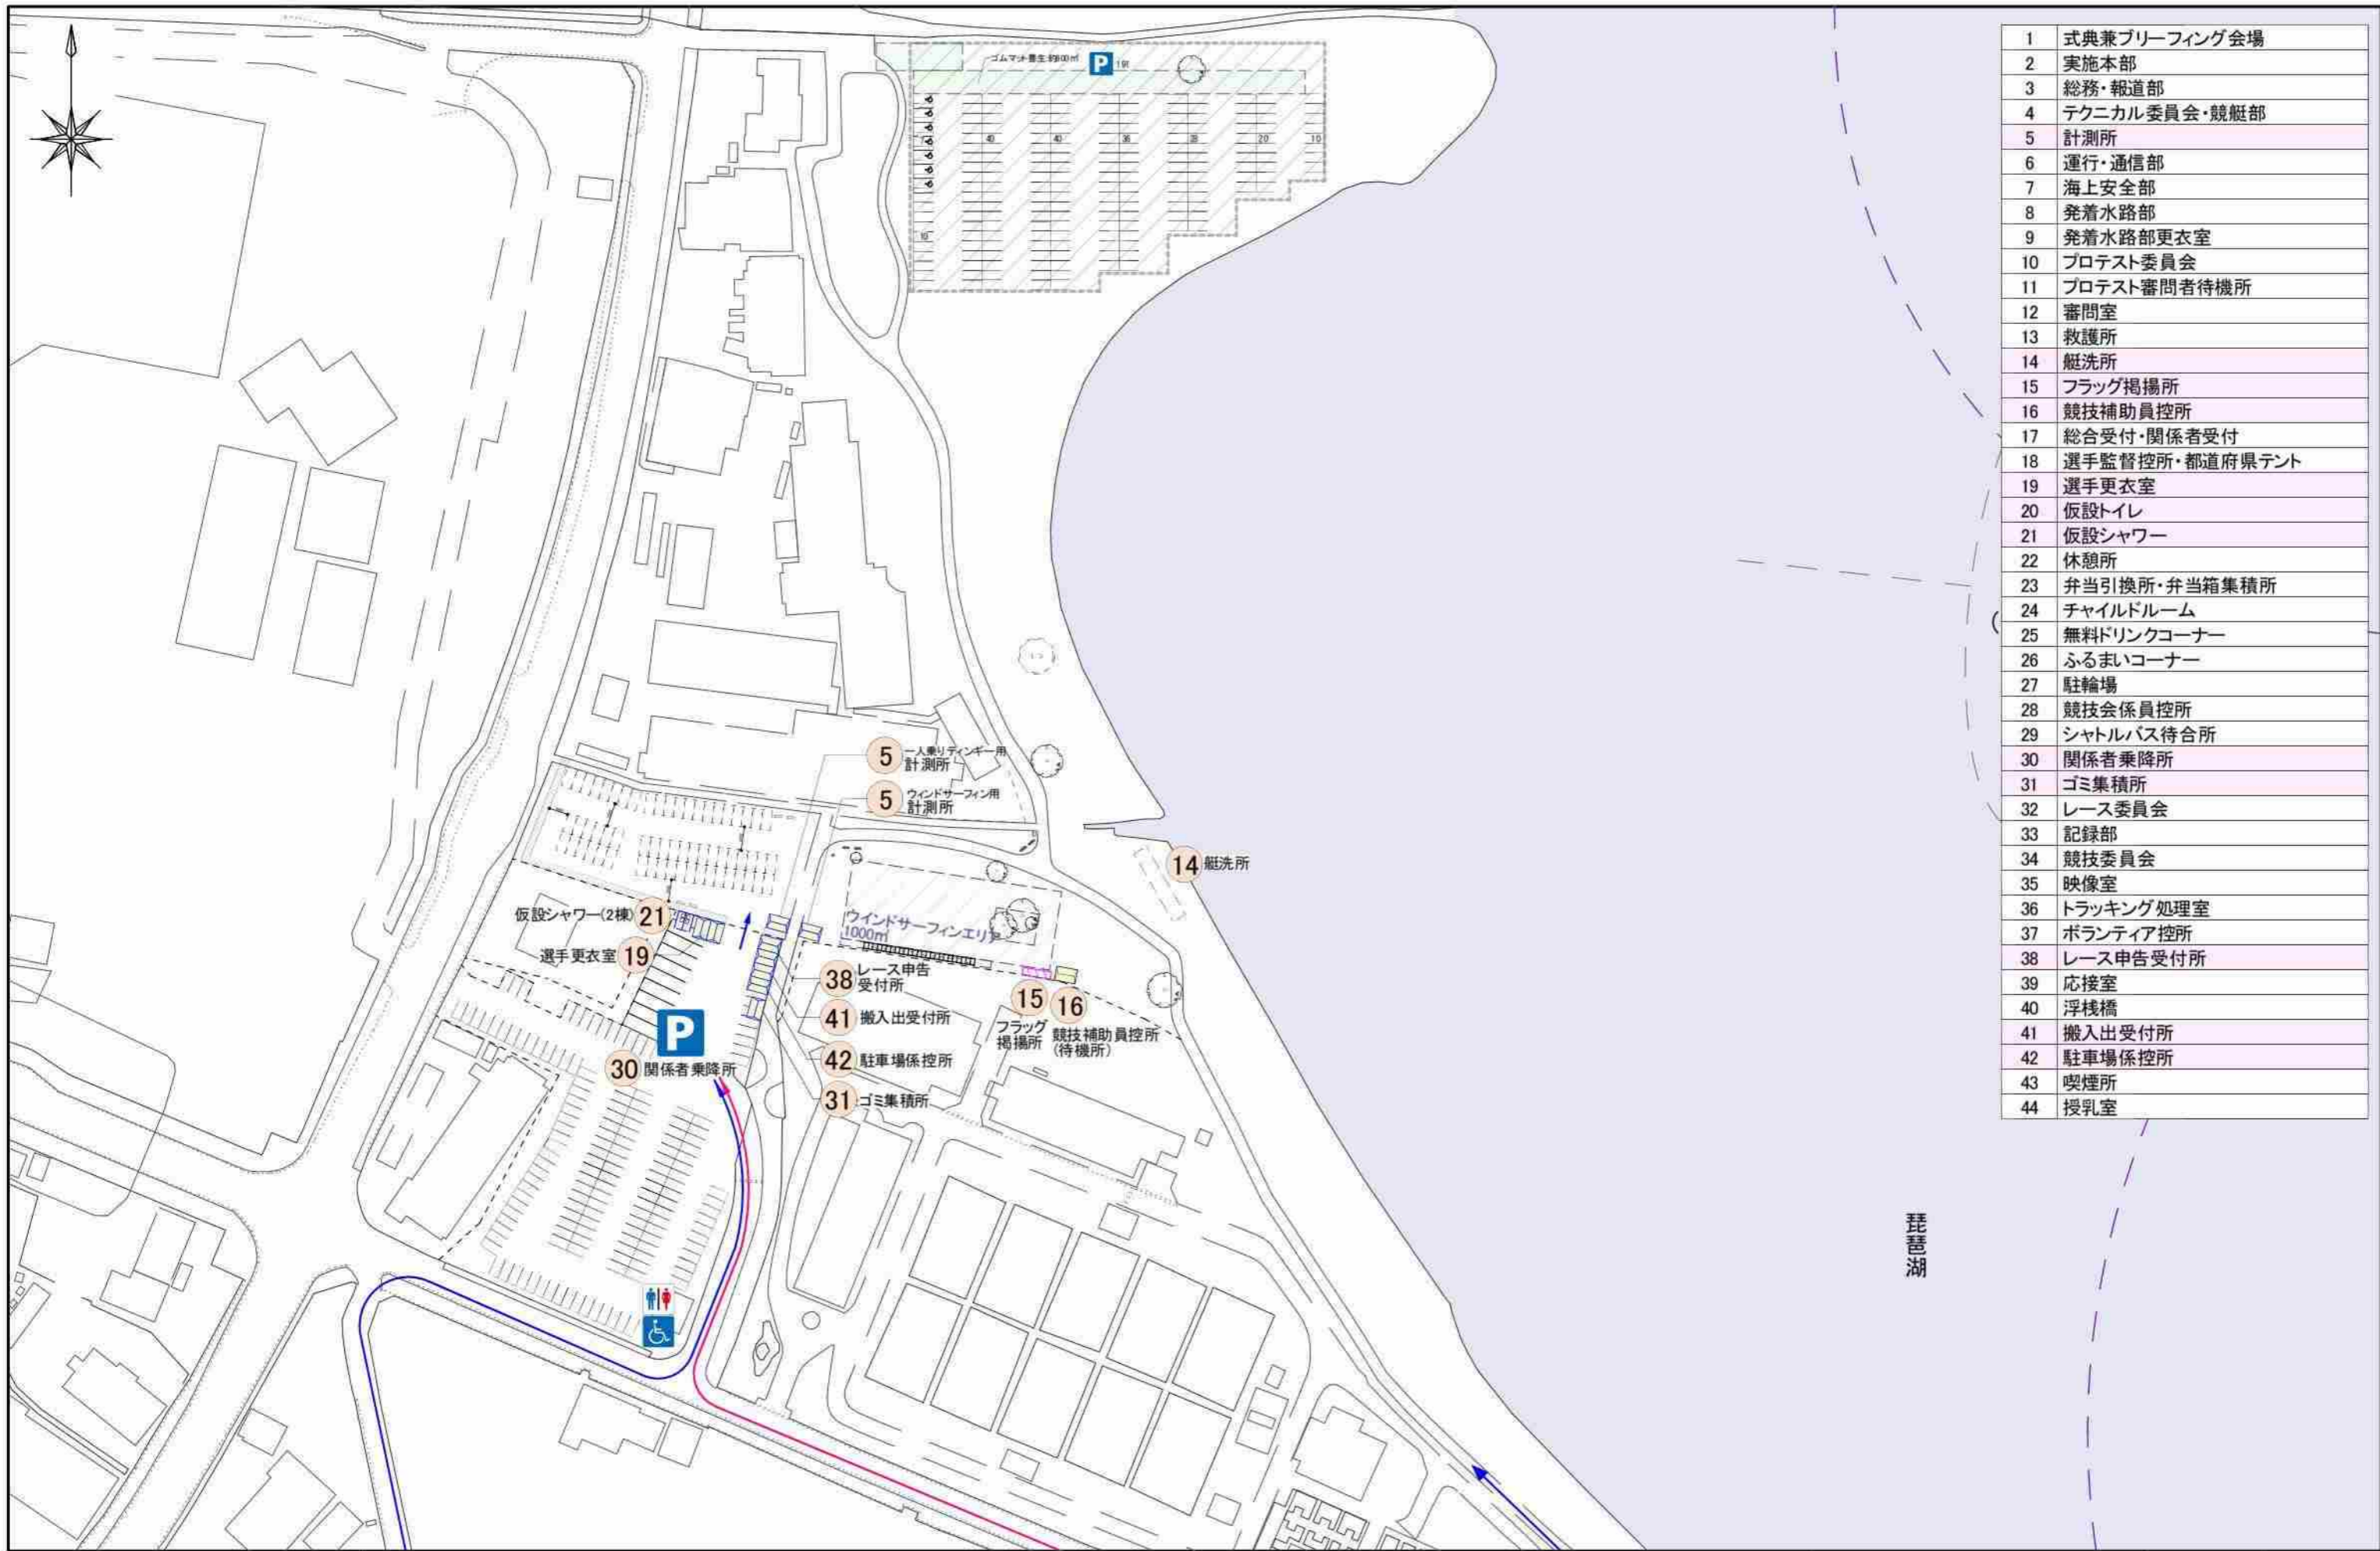 ゴムマット養生:約800㎡
P
40
40
36
28
20
10
10
5 一人乗りディンギー用
計測所
5 ウィンドサーフィン用
計測所
14 艇洗所
仮設シャワー(2棟) 21
選手更衣室 19
ウインドサーフィンエリア
1000㎡
38 レース申告
受付所
41 搬入出受付所
42 駐車場係控所
31 ゴミ集積所
15
フラッグ
掲揚所
16
競技補助員控所
(待機所)
P
30 関係者乗降所
琵琶湖
1 式典兼ブリーフィング会場
2 実施本部
3 総務・報道部
4 テクニカル委員会・競艇部
5 計測所
6 運行・通信部
7 海上安全部
8 発着水路部
9 発着水路部更衣室
10 プロテスト委員会
11 プロテスト審問者待機所
12 審問室
13 救護所
14 艇洗所
15 フラッグ掲揚所
16 競技補助員控所
17 総合受付・関係者受付
18 選手監督控所・都道府県テント
19 選手更衣室
20 仮設トイレ
21 仮設シャワー
22 休憩所
23 弁当引換所・弁当箱集積所
24 チャイルドルーム
25 無料ドリンクコーナー
26 ふるまいコーナー
27 駐輪場
28 競技会係員控所
29 シャトルバス待合所
30 関係者乗降所
31 ゴミ集積所
32 レース委員会
33 記録部
34 競技委員会
35 映像室
36 トラッキング処理室
37 ボランティア控所
38 レース申告受付所
39 応接室
40 浮桟橋
41 搬入出受付所
42 駐車場係控所
43 喫煙所
44 授乳室